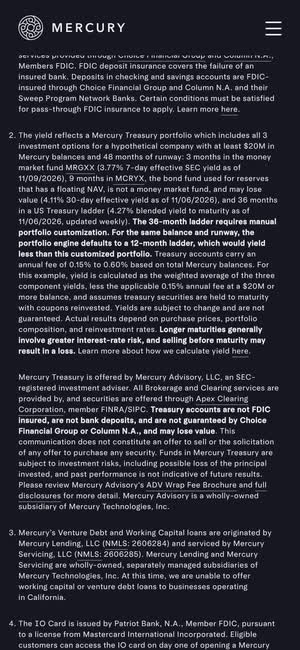 MERCURY
services provided through Choice Financial Group and Column N.A.,
Members FDIC. FDIC deposit insurance covers the failure of an
insured bank. Deposits in checking and savings accounts are FDIC-
insured through Choice Financial Group and Column N.A. and their
Sweep Program Network Banks. Certain conditions must be satisfied
for pass-through FDIC insurance to apply. Learn more here.
2. The yield reflects a Mercury Treasury portfolio which includes all 3
investment options for a hypothetical company with at least $20M in
Mercury balances and 48 months of runway: 3 months in the money
market fund MRGXX (3.77% 7-day effective SEC yield as of
11/09/2026), 9 months in MCRYX, the bond fund used for reserves
that has a floating NAV, is not a money market fund, and may lose
value (4.11% 30-day effective yield as of 11/06/2026), and 36 months
in a US Treasury ladder (4.27% blended yield to maturity as of
11/06/2026, updated weekly). The 36-month ladder requires manual
portfolio customization. For the same balance and runway, the
portfolio engine defaults to a 12-month ladder, which would yield
less than this customized portfolio. Treasury accounts carry an
annual fee of 0.15% to 0.60% based on total Mercury balances. For
this example, yield is calculated as the weighted average of the three
component yields, less the applicable 0.15% annual fee at a $20M or
more balance, and assumes treasury securities are held to maturity
with coupons reinvested. Yields are subject to change and are not
guaranteed. Actual results depend on purchase prices, portfolio
composition, and reinvestment rates. Longer maturities generally
involve greater interest-rate risk, and selling before maturity may
result in a loss. Learn more about how we calculate yield here.
Mercury Treasury is offered by Mercury Advisory, LLC, an SEC-
registered investment adviser. All Brokerage and Clearing services are
provided by, and securities are offered through Apex Clearing
Corporation, member FINRA/SIPC. Treasury accounts are not FDIC
insured, are not bank deposits, and are not guaranteed by Choice
Financial Group or Column N.A., and may lose value. This
communication does not constitute an offer to sell or the solicitation
of any offer to purchase any security. Funds in Mercury Treasury are
subject to investment risks, including possible loss of the principal
invested, and past performance is not indicative of future results.
Please review Mercury Advisory's ADV Wrap Fee Brochure and full
disclosures for more detail. Mercury Advisory is a wholly-owned
subsidiary of Mercury Technologies, Inc.
3. Mercury's Venture Debt and Working Capital loans are originated by
Mercury Lending, LLC (NMLS: 2606284) and serviced by Mercury
Servicing, LLC (NMLS: 2606285). Mercury Lending and Mercury
Servicing are wholly-owned, separately managed subsidiaries of
Mercury Technologies, Inc. At this time, we are unable to offer
working capital or venture debt loans to businesses operating
in California.
4. The IO Card is issued by Patriot Bank, N.A., Member FDIC, pursuant
to a license from Mastercard International Incorporated. Eligible
customers can access the IO card on day one of opening a Mercury